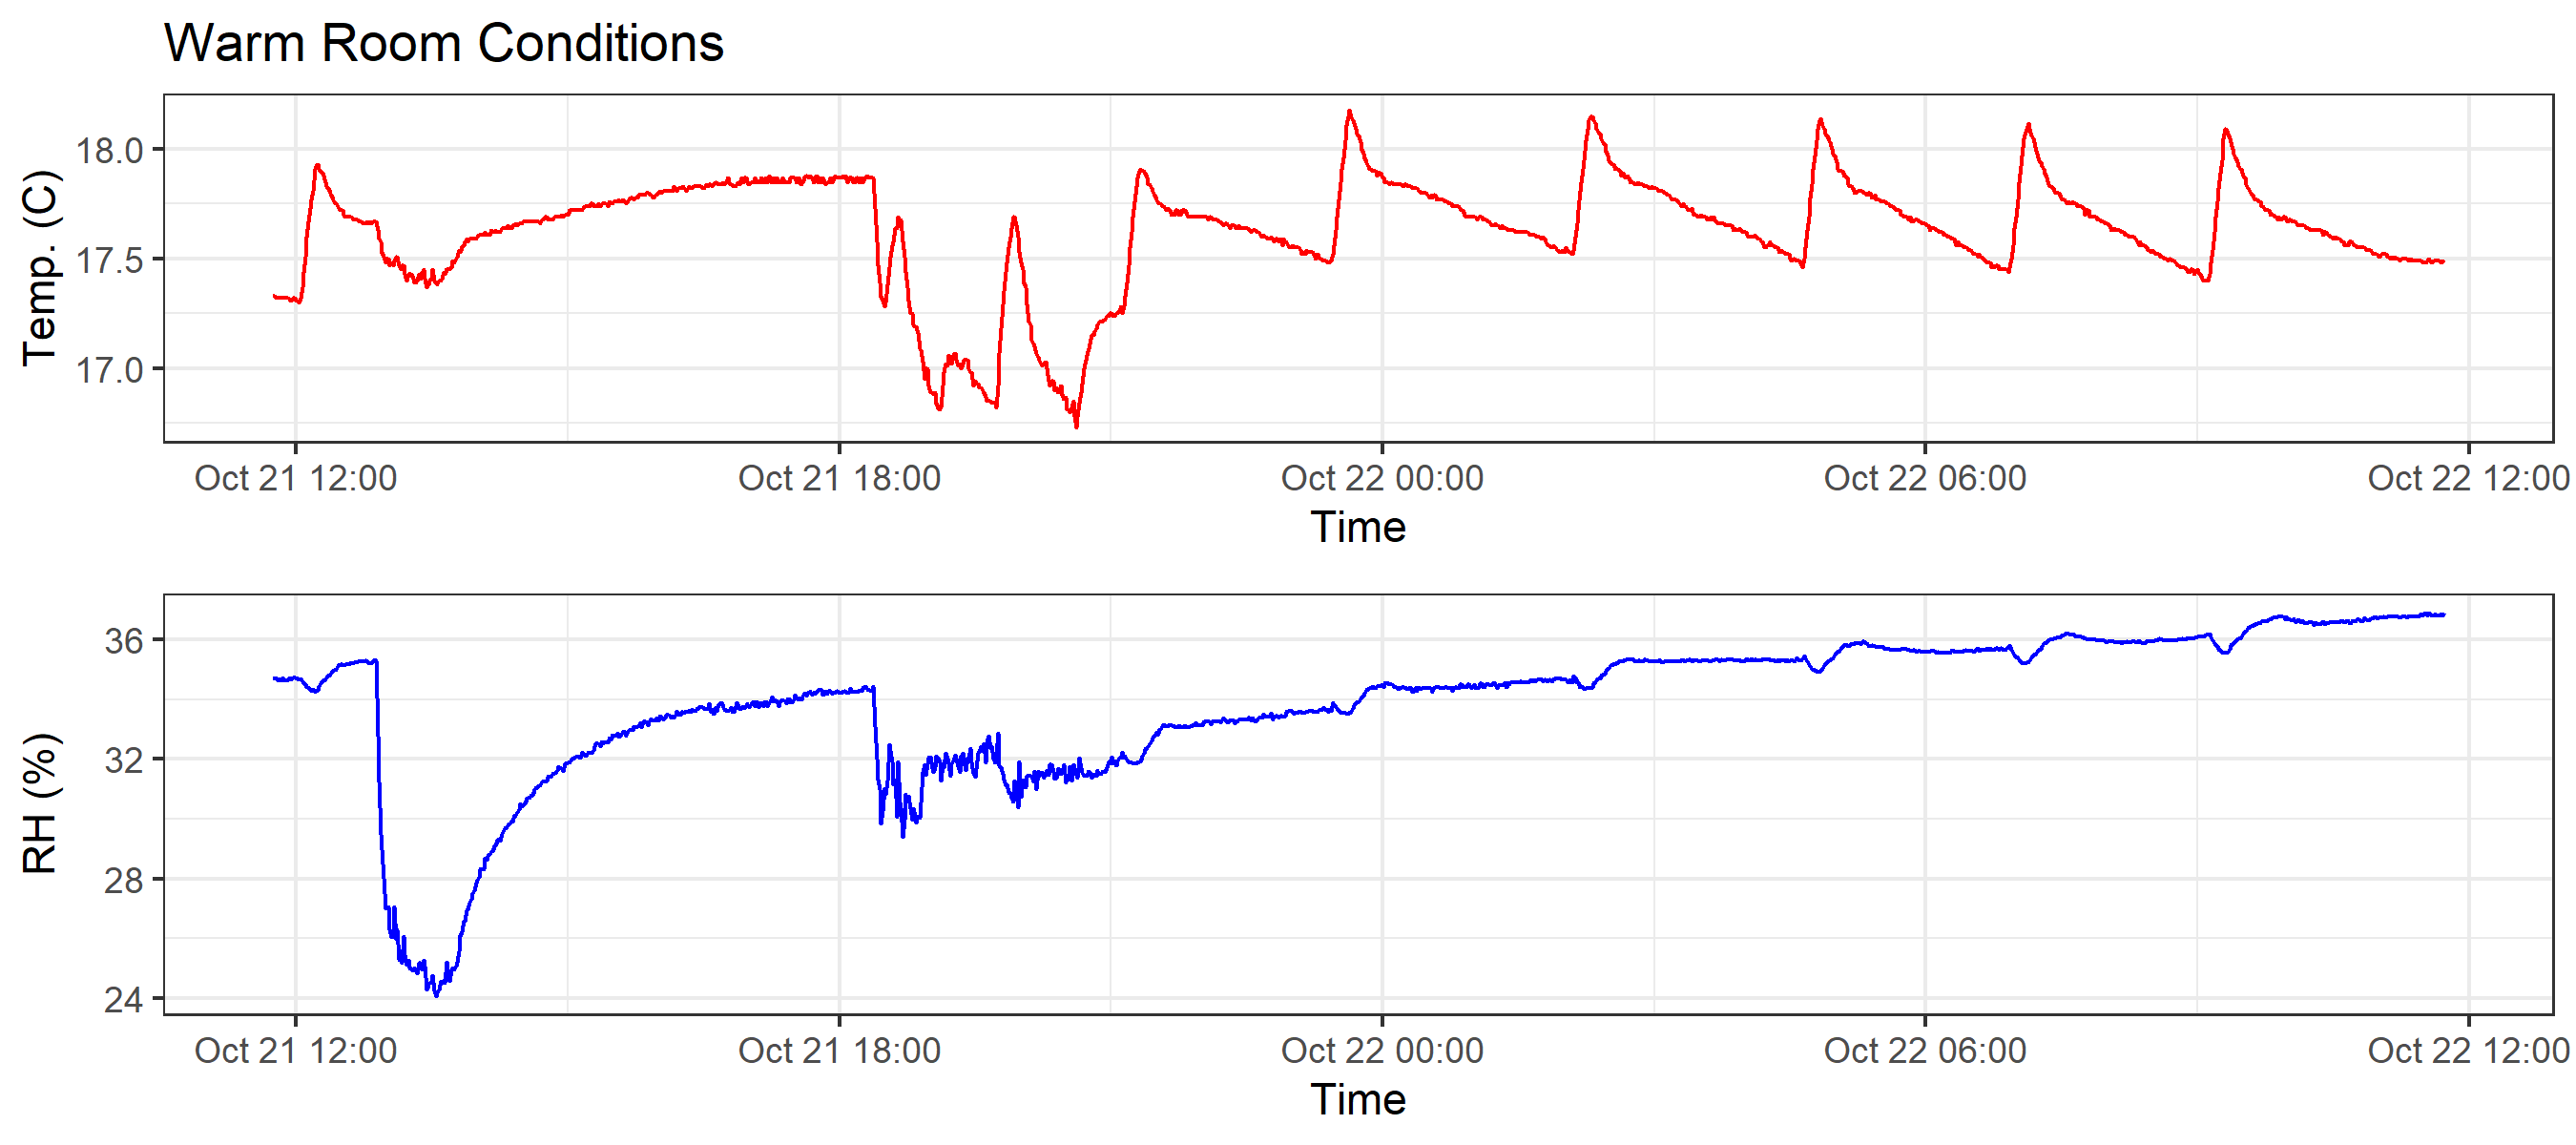 Warm Room Conditions
Temp. (C)
18.0
17.5
17.0
Oct 21 12:00 Oct 21 18:00 Oct 22 00:00 Oct 22 06:00 Oct 22 12:00
Time
RH (%)
36
32
28
24
Oct 21 12:00 Oct 21 18:00 Oct 22 00:00 Oct 22 06:00 Oct 22 12:00
Time